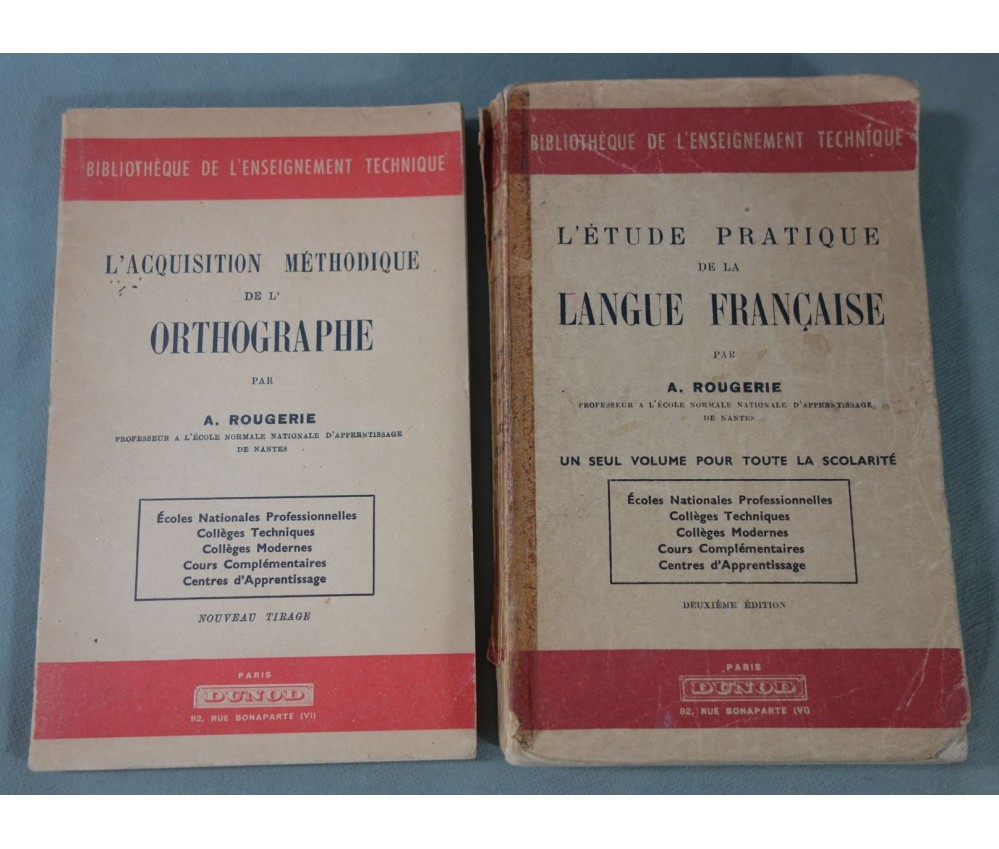 BIBLIOTHÈQUE DE L'ENSEIGNEMENT TECHNIQUE
L'ACQUISITION MÉTHODIQUE
DE L'
ORTHOGRAPHE
PAR
A. ROUGERIE
PROFESSEUR A L'ÉCOLE NORMALE NATIONALE D'APPRENTISSAGE
DE NANTES
Écoles Nationales Professionnelles
Collèges Techniques
Collèges Modernes
Cours Complémentaires
Centres d'Apprentissage
NOUVEAU TIRAGE
PARIS
DUNOD
92, RUE BONAPARTE (VI)
BIBLIOTHÈQUE DE L'ENSEIGNEMENT TECHNIQUE
L'ÉTUDE PRATIQUE
DE LA
LANGUE FRANÇAISE
PAR
A. ROUGERIE
PROFESSEUR A L'ÉCOLE NORMALE NATIONALE D'APPRENTISSAGE
DE NANTES
UN SEUL VOLUME POUR TOUTE LA SCOLARITÉ
Écoles Nationales Professionnelles
Collèges Techniques
Collèges Modernes
Cours Complémentaires
Centres d'Apprentissage
DEUXIÈME ÉDITION
PARIS
DUNOD
92, RUE BONAPARTE (VI)